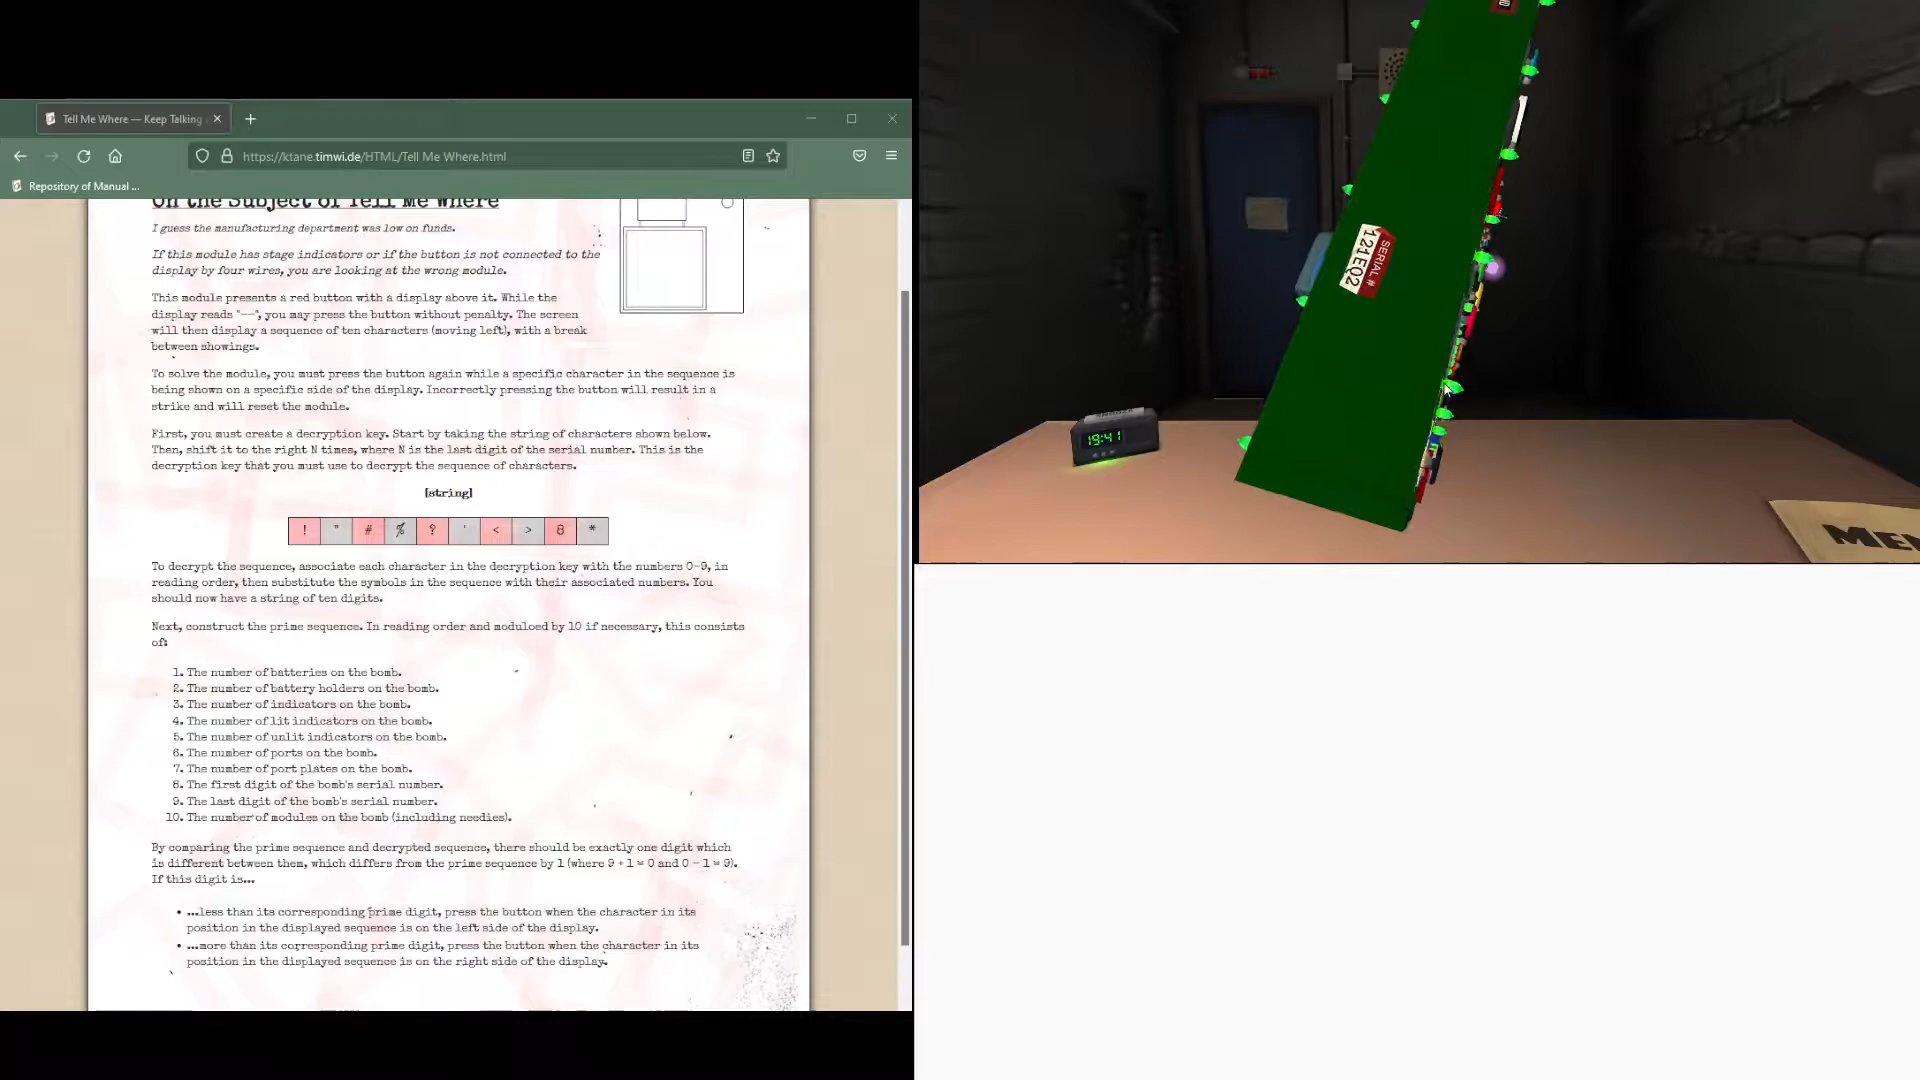 Tell Me Where — Keep Talking
https://ktane.timwi.de/HTML/Tell Me Where.html
Repository of Manual ...
On the Subject of Tell Me Where
I guess the manufacturing department was low on funds.
If this module has stage indicators or if the button is not connected to the
display by four wires, you are looking at the wrong module.
This module presents a red button with a display above it. While the
display reads "--", you may press the button without penalty. The screen
will then display a sequence of ten characters (moving left), with a break
between showings.
To solve the module, you must press the button again while a specific character in the sequence is
being shown on a specific side of the display. Incorrectly pressing the button will result in a
strike and will reset the module.
First, you must create a decryption key. Start by taking the string of characters shown below.
Then, shift it to the right N times, where N is the last digit of the serial number. This is the
decryption key that you must use to decrypt the sequence of characters.
[string]
! " # % ? ' < > 8 *
To decrypt the sequence, associate each character in the decryption key with the numbers 0-9, in
reading order, then substitute the symbols in the sequence with their associated numbers. You
should now have a string of ten digits.
Next, construct the prime sequence. In reading order and moduloed by 10 if necessary, this consists
of:
1. The number of batteries on the bomb.
2. The number of battery holders on the bomb.
3. The number of indicators on the bomb.
4. The number of lit indicators on the bomb.
5. The number of unlit indicators on the bomb.
6. The number of ports on the bomb.
7. The number of port plates on the bomb.
8. The first digit of the bomb's serial number.
9. The last digit of the bomb's serial number.
10. The number of modules on the bomb (including needies).
By comparing the prime sequence and decrypted sequence, there should be exactly one digit which
is different between them, which differs from the prime sequence by 1 (where 9 + 1 = 0 and 0 - 1 = 9).
If this digit is...
• ...less than its corresponding prime digit, press the button when the character in its
position in the displayed sequence is on the left side of the display.
• ...more than its corresponding prime digit, press the button when the character in its
position in the displayed sequence is on the right side of the display.
SERIAL #
121EQ2
19:41